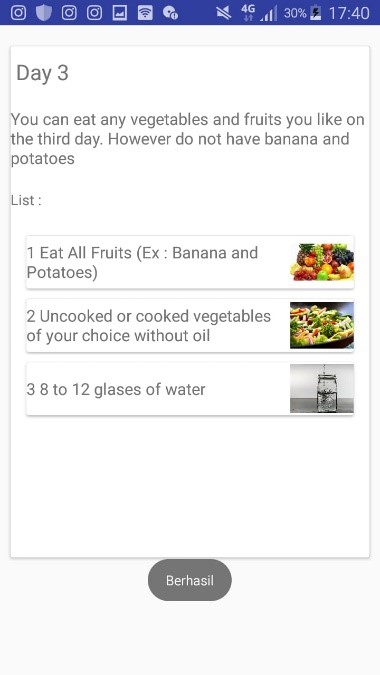 4G 30% 17:40
Day 3
You can eat any vegetables and fruits you like on
the third day. However do not have banana and
potatoes
List :
1 Eat All Fruits (Ex : Banana and
Potatoes)
2 Uncooked or cooked vegetables
of your choice without oil
3 8 to 12 glases of water
Berhasil